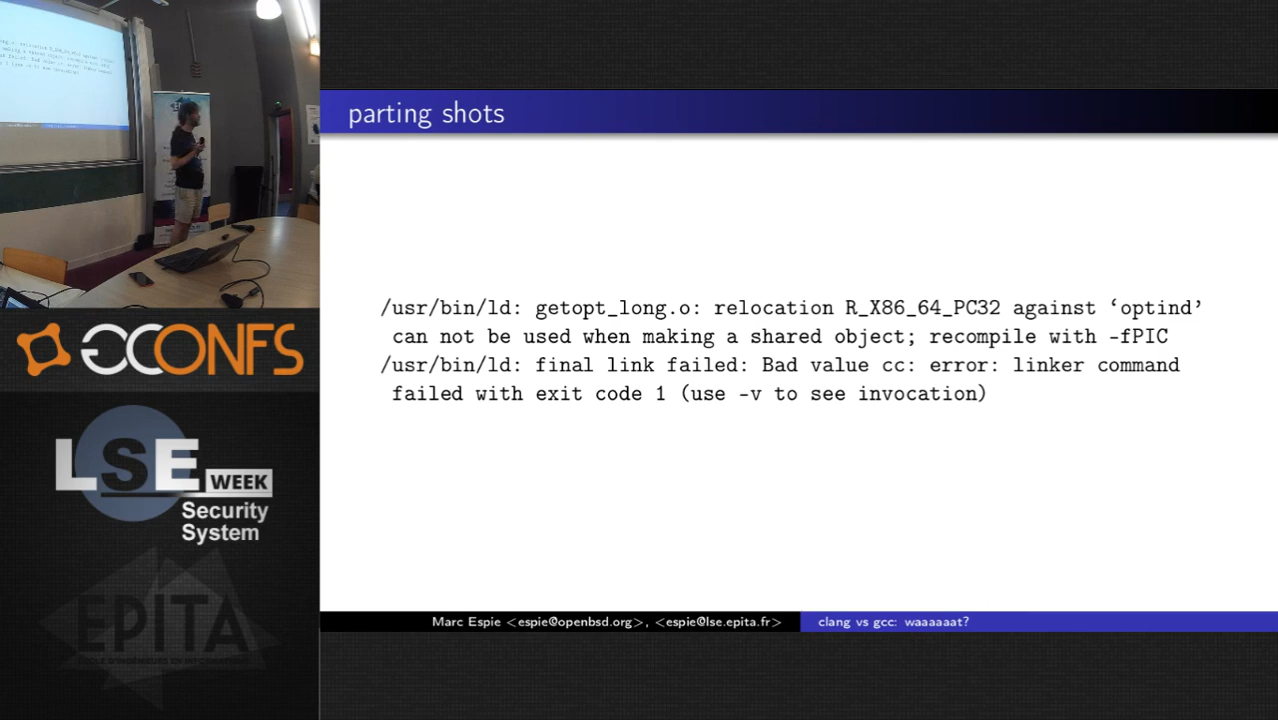 parting shots
/usr/bin/ld: getopt_long.o: relocation R_X86_64_PC32 against ‘optind’
can not be used when making a shared object; recompile with -fPIC
/usr/bin/ld: final link failed: Bad value cc: error: linker command
failed with exit code 1 (use -v to see invocation)
Marc Espie <espie@openbsd.org>, <espie@lse.epita.fr>
clang vs gcc: waaaaaat?
GCONFS
LSE WEEK
Security
System
EPITA